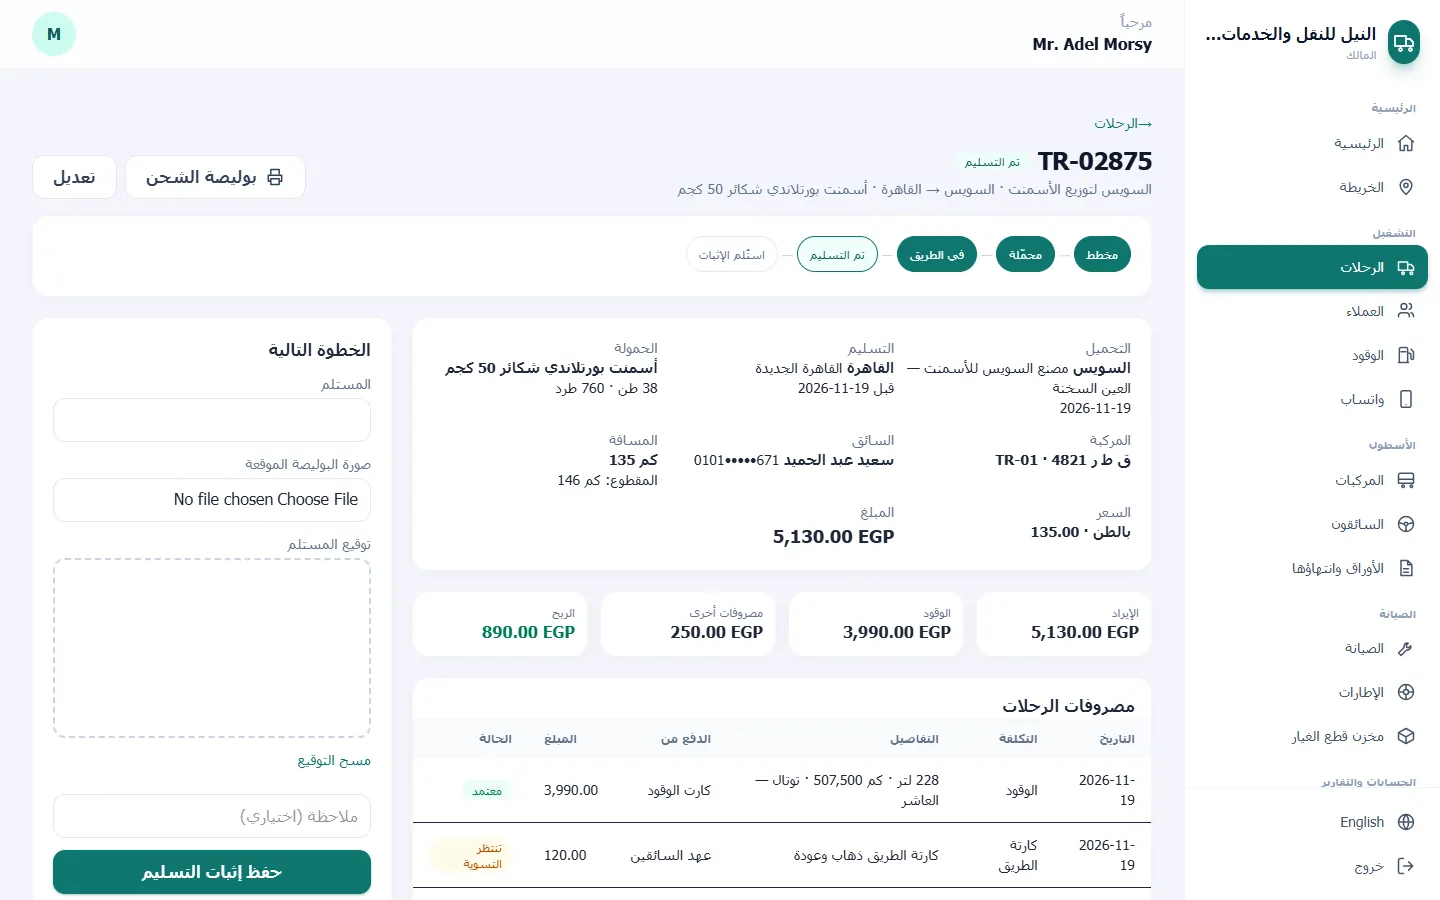 النيل للنقل والخدمات...
المالك
الرئيسية
الرئيسية
الخريطة
التشغيل
الرحلات
العملاء
الوقود
واتساب
الأسطول
المركبات
السائقون
الأوراق وانتهاؤها
الصيانة
الصيانة
الإطارات
مخزن قطع الغيار
الحسابات والتقارير
English
خروج
مرحباً
Mr. Adel Morsy
M
→الرحلات
TR-02875 تم التسليم
السويس لتوزيع الأسمنت · السويس → القاهرة · أسمنت بورتلاندي شكائر 50 كجم
بوليصة الشحن
تعديل
مخطط — محمّلة — في الطريق — تم التسليم — استُلم الإثبات
التحميل
السويس مصنع السويس للأسمنت —
العين السخنة
2026-11-19
التسليم
القاهرة القاهرة الجديدة
قبل 19-11-2026
الحمولة
أسمنت بورتلاندي شكائر 50 كجم
38 طن · 760 طرد
المركبة
ق ط ر 4821 · TR-01
السائق
سعيد عبد الحميد 0101•••••671
المسافة
135 كم
المقطوع: 146 كم
السعر
بالطن · 135.00
المبلغ
5,130.00 EGP
الإيراد
5,130.00 EGP
الوقود
3,990.00 EGP
مصروفات أخرى
250.00 EGP
الربح
890.00 EGP
مصروفات الرحلات
التاريخ التكلفة التفاصيل الدفع من المبلغ الحالة
2026-11-19 الوقود 228 لتر · 507,500 كم · توتال — العاشر كارت الوقود 3,990.00 معتمد
2026-11-19 كارتة الطريق كارتة الطريق ذهاب وعودة عهد السائقين 120.00 تنتظر التسوية
الخطوة التالية
المستلم
صورة البوليصة الموقعة
Choose File No file chosen
توقيع المستلم
مسح التوقيع
ملاحظة (اختياري)
حفظ إثبات التسليم